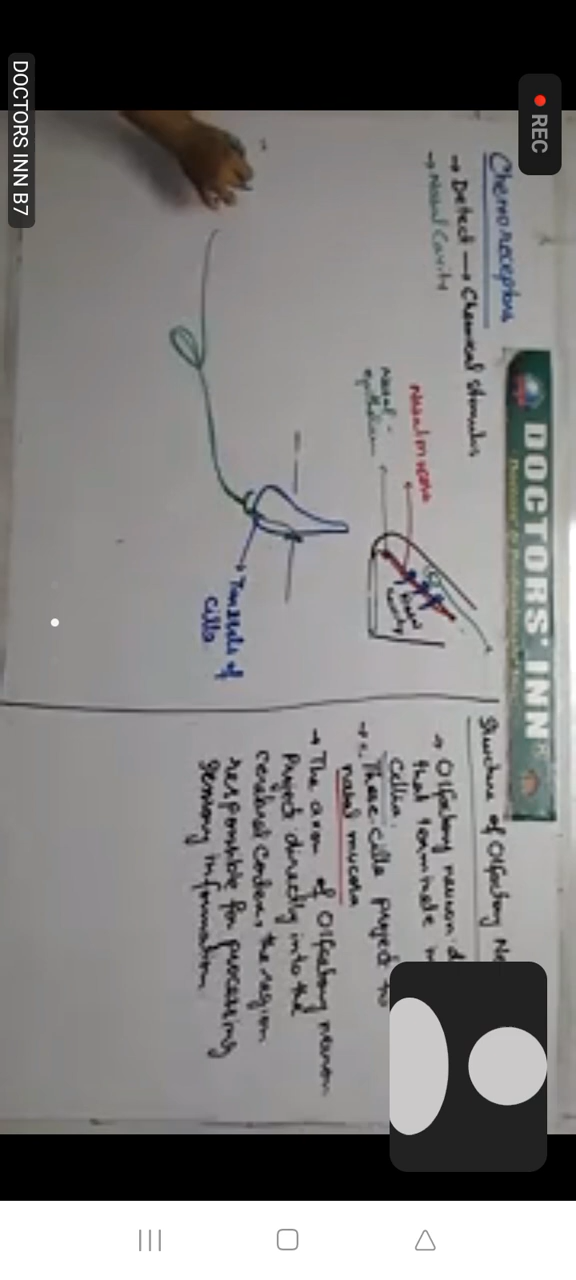 REC
DOCTORS INN B7
DOCTORS' INN
Chemoreceptors
→ Detect → Chemical stimulus
→ Nasal Cavity
nasal mucosa
nasal
epithelium
→ Tassels of
cilia
Structure of Olfactory
→ Olfactory neuron
that terminate
→ These cilia project to
nasal mucosa
→ The axon of Olfactory neuron
Project directly into the
cerebral cortex, the region
responsible for processing
sensory information.